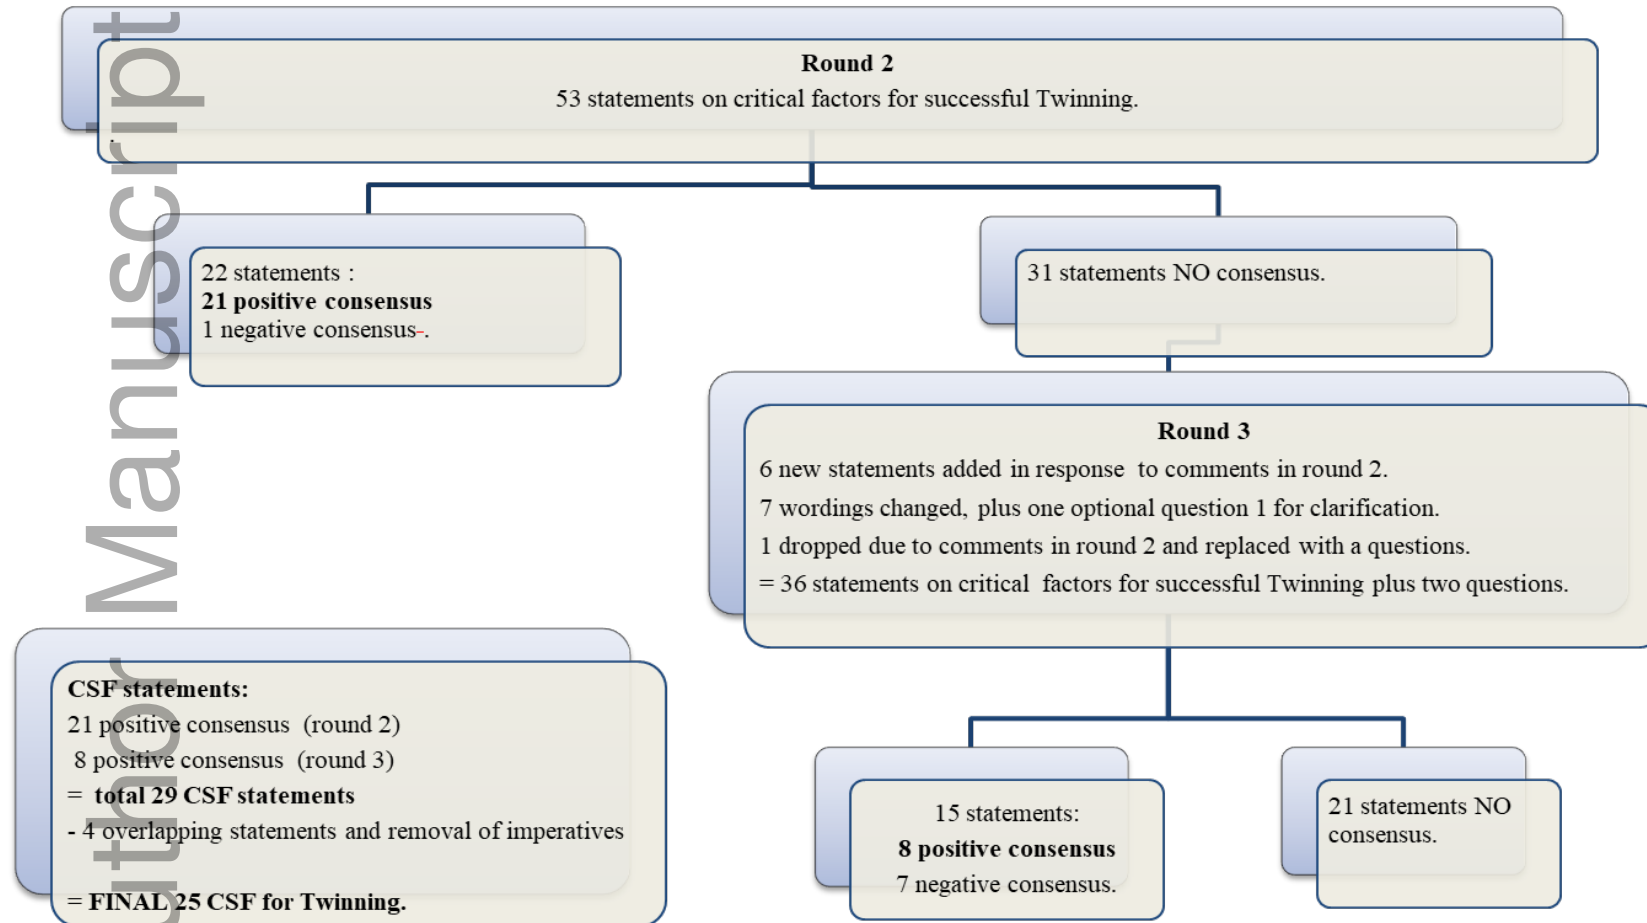 Round 2
53 statements on critical factors for successful Twinning.
.
22 statements :
21 positive consensus
1 negative consensus-.
31 statements NO consensus.
Round 3
6 new statements added in response to comments in round 2.
7 wordings changed, plus one optional question 1 for clarification.
1 dropped due to comments in round 2 and replaced with a questions.
= 36 statements on critical factors for successful Twinning plus two questions.
CSF statements:
21 positive consensus (round 2)
8 positive consensus (round 3)
= total 29 CSF statements
- 4 overlapping statements and removal of imperatives
= FINAL 25 CSF for Twinning.
15 statements:
8 positive consensus
7 negative consensus.
21 statements NO
consensus.
uthor Manuscript